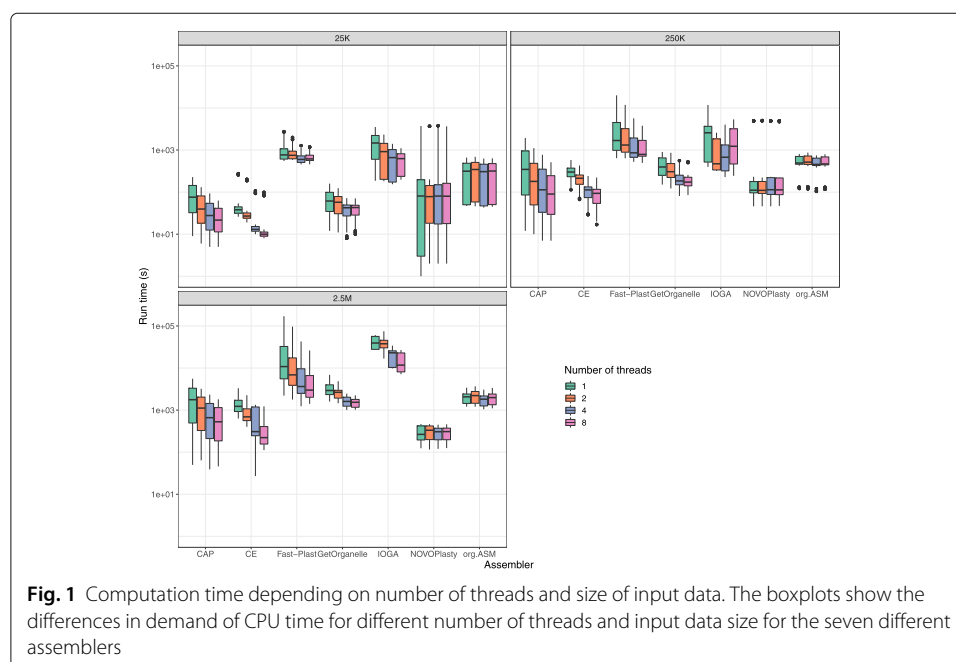 25K
250K
1e+05
1e+03
1e+01
CAP CE Fast-Plast GetOrganelle IOGA NOVOPlasty org.ASM
Run time (s)
2.5M
1e+05
1e+03
1e+01
Number of threads
1
2
4
8
CAP CE Fast-Plast GetOrganelle IOGA NOVOPlasty org.ASM
Assembler
Fig. 1 Computation time depending on number of threads and size of input data. The boxplots show the
differences in demand of CPU time for different number of threads and input data size for the seven different
assemblers